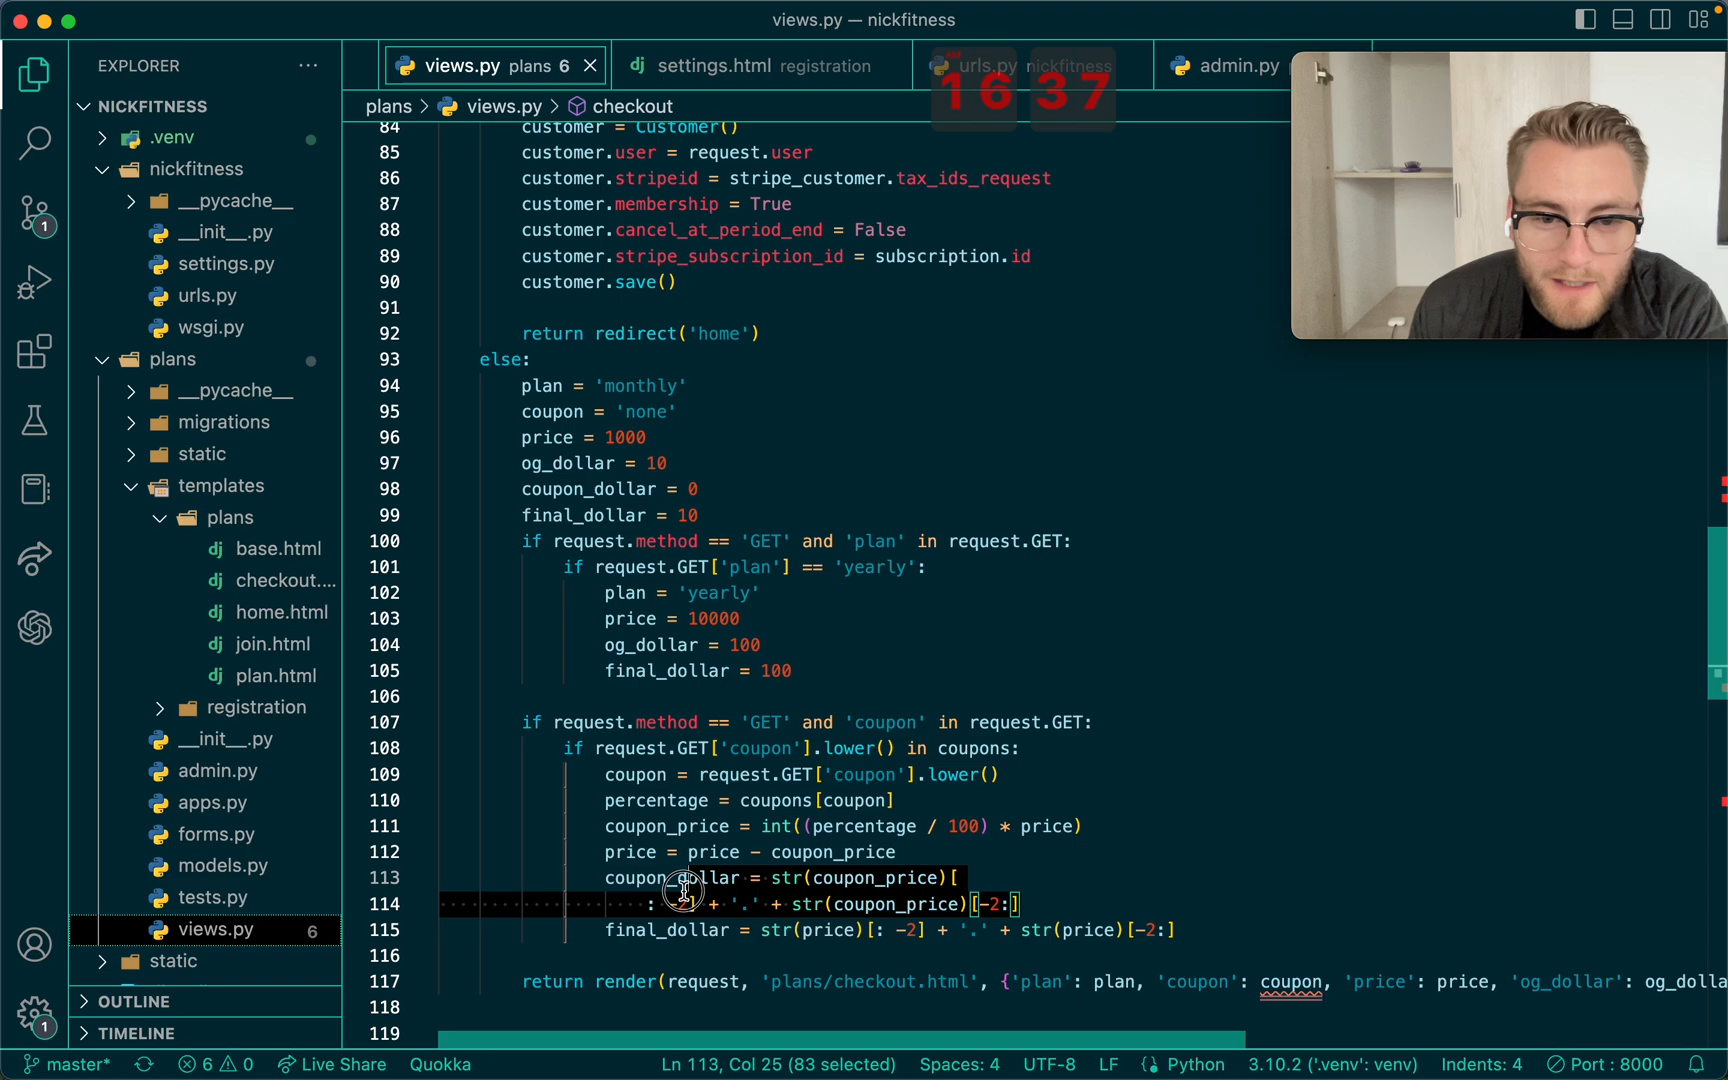 views.py — nickfitness
EXPLORER
NICKFITNESS
.venv
nickfitness
__pycache__
__init__.py
settings.py
urls.py
wsgi.py
plans
__pycache__
migrations
static
templates
plans
base.html
checkout....
home.html
join.html
plan.html
registration
__init__.py
admin.py
apps.py
forms.py
models.py
tests.py
views.py 6
static
OUTLINE
TIMELINE
1
1
views.py plans 6
settings.html registration
urls.py nickfitness
admin.py
16 37
plans > views.py > checkout
84 customer = Customer()
85 customer.user = request.user
86 customer.stripeid = stripe_customer.tax_ids_request
87 customer.membership = True
88 customer.cancel_at_period_end = False
89 customer.stripe_subscription_id = subscription.id
90 customer.save()
91
92 return redirect('home')
93 else:
94 plan = 'monthly'
95 coupon = 'none'
96 price = 1000
97 og_dollar = 10
98 coupon_dollar = 0
99 final_dollar = 10
100 if request.method == 'GET' and 'plan' in request.GET:
101 if request.GET['plan'] == 'yearly':
102 plan = 'yearly'
103 price = 10000
104 og_dollar = 100
105 final_dollar = 100
106
107 if request.method == 'GET' and 'coupon' in request.GET:
108 if request.GET['coupon'].lower() in coupons:
109 coupon = request.GET['coupon'].lower()
110 percentage = coupons[coupon]
111 coupon_price = int((percentage / 100) * price)
112 price = price - coupon_price
113 coupon_dollar = str(coupon_price)[
114 : -2] + '.' + str(coupon_price)[-2:]
115 final_dollar = str(price)[: -2] + '.' + str(price)[-2:]
116
117 return render(request, 'plans/checkout.html', {'plan': plan, 'coupon': coupon, 'price': price, 'og_dollar': og_dolla
118
119
master* 6 0 Live Share Quokka Ln 113, Col 25 (83 selected) Spaces: 4 UTF-8 LF Python 3.10.2 ('.venv': venv) Indents: 4 Port : 8000